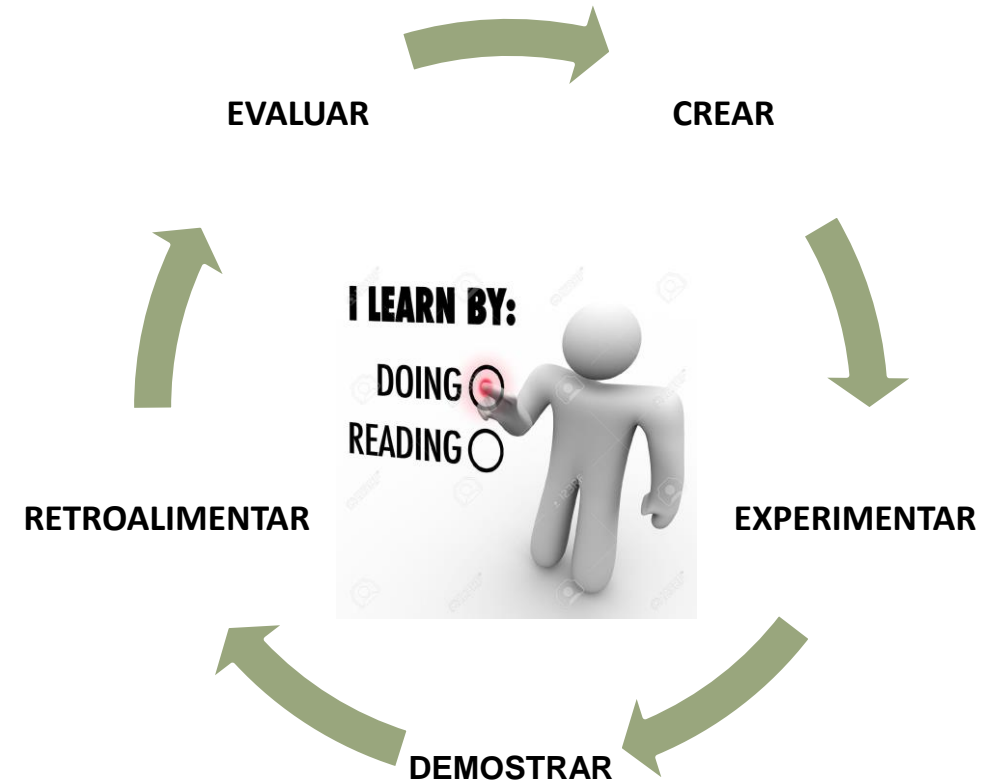 EVALUAR
CREAR
I LEARN BY:
DOING
READING
RETROALIMENTAR
EXPERIMENTAR
DEMOSTRAR